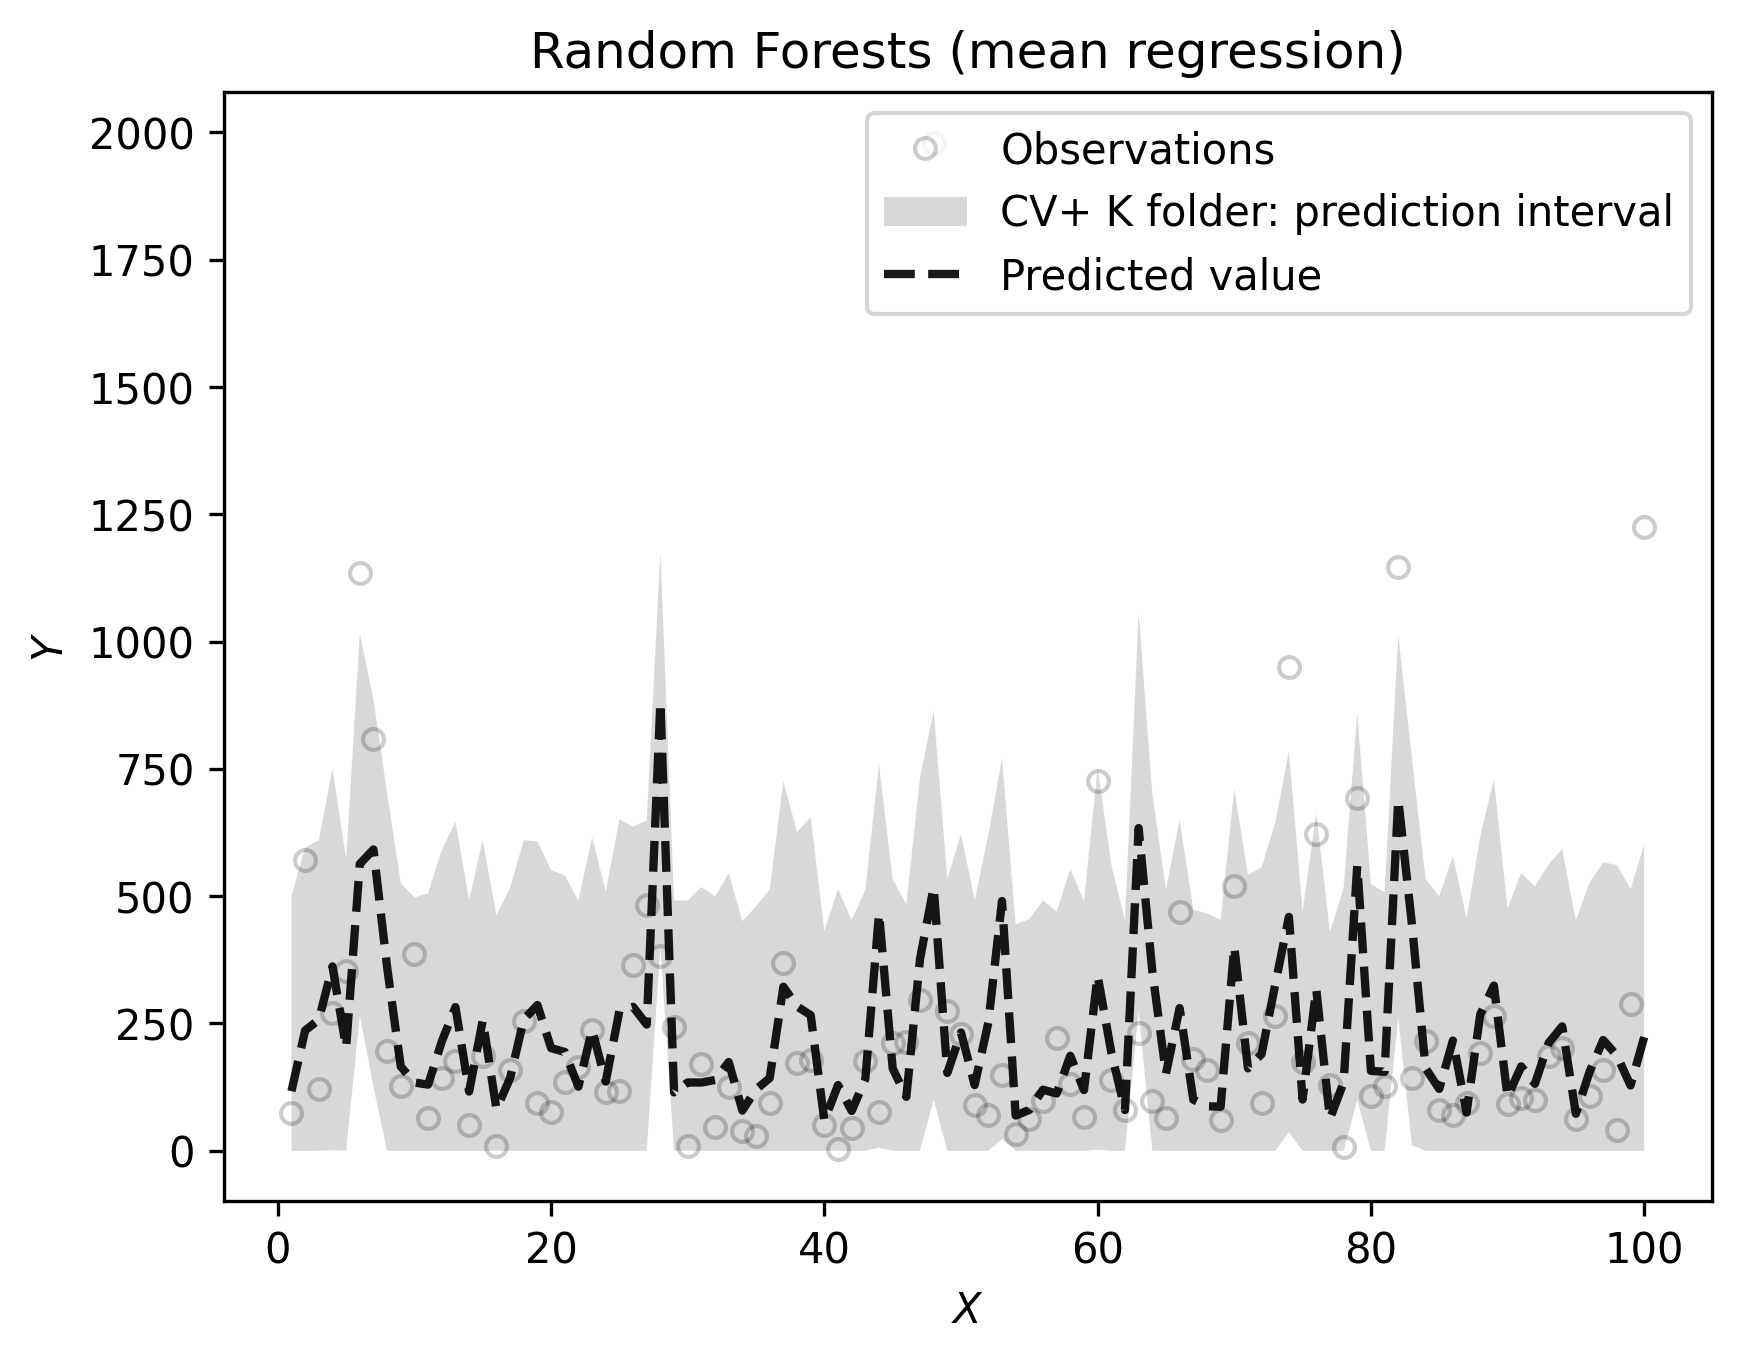 Random Forests (mean regression)
2000
1750
1500
1250
1000
750
500
250
0
Y
Observations
CV+ K folder: prediction interval
Predicted value
0 20 40 60 80 100
X